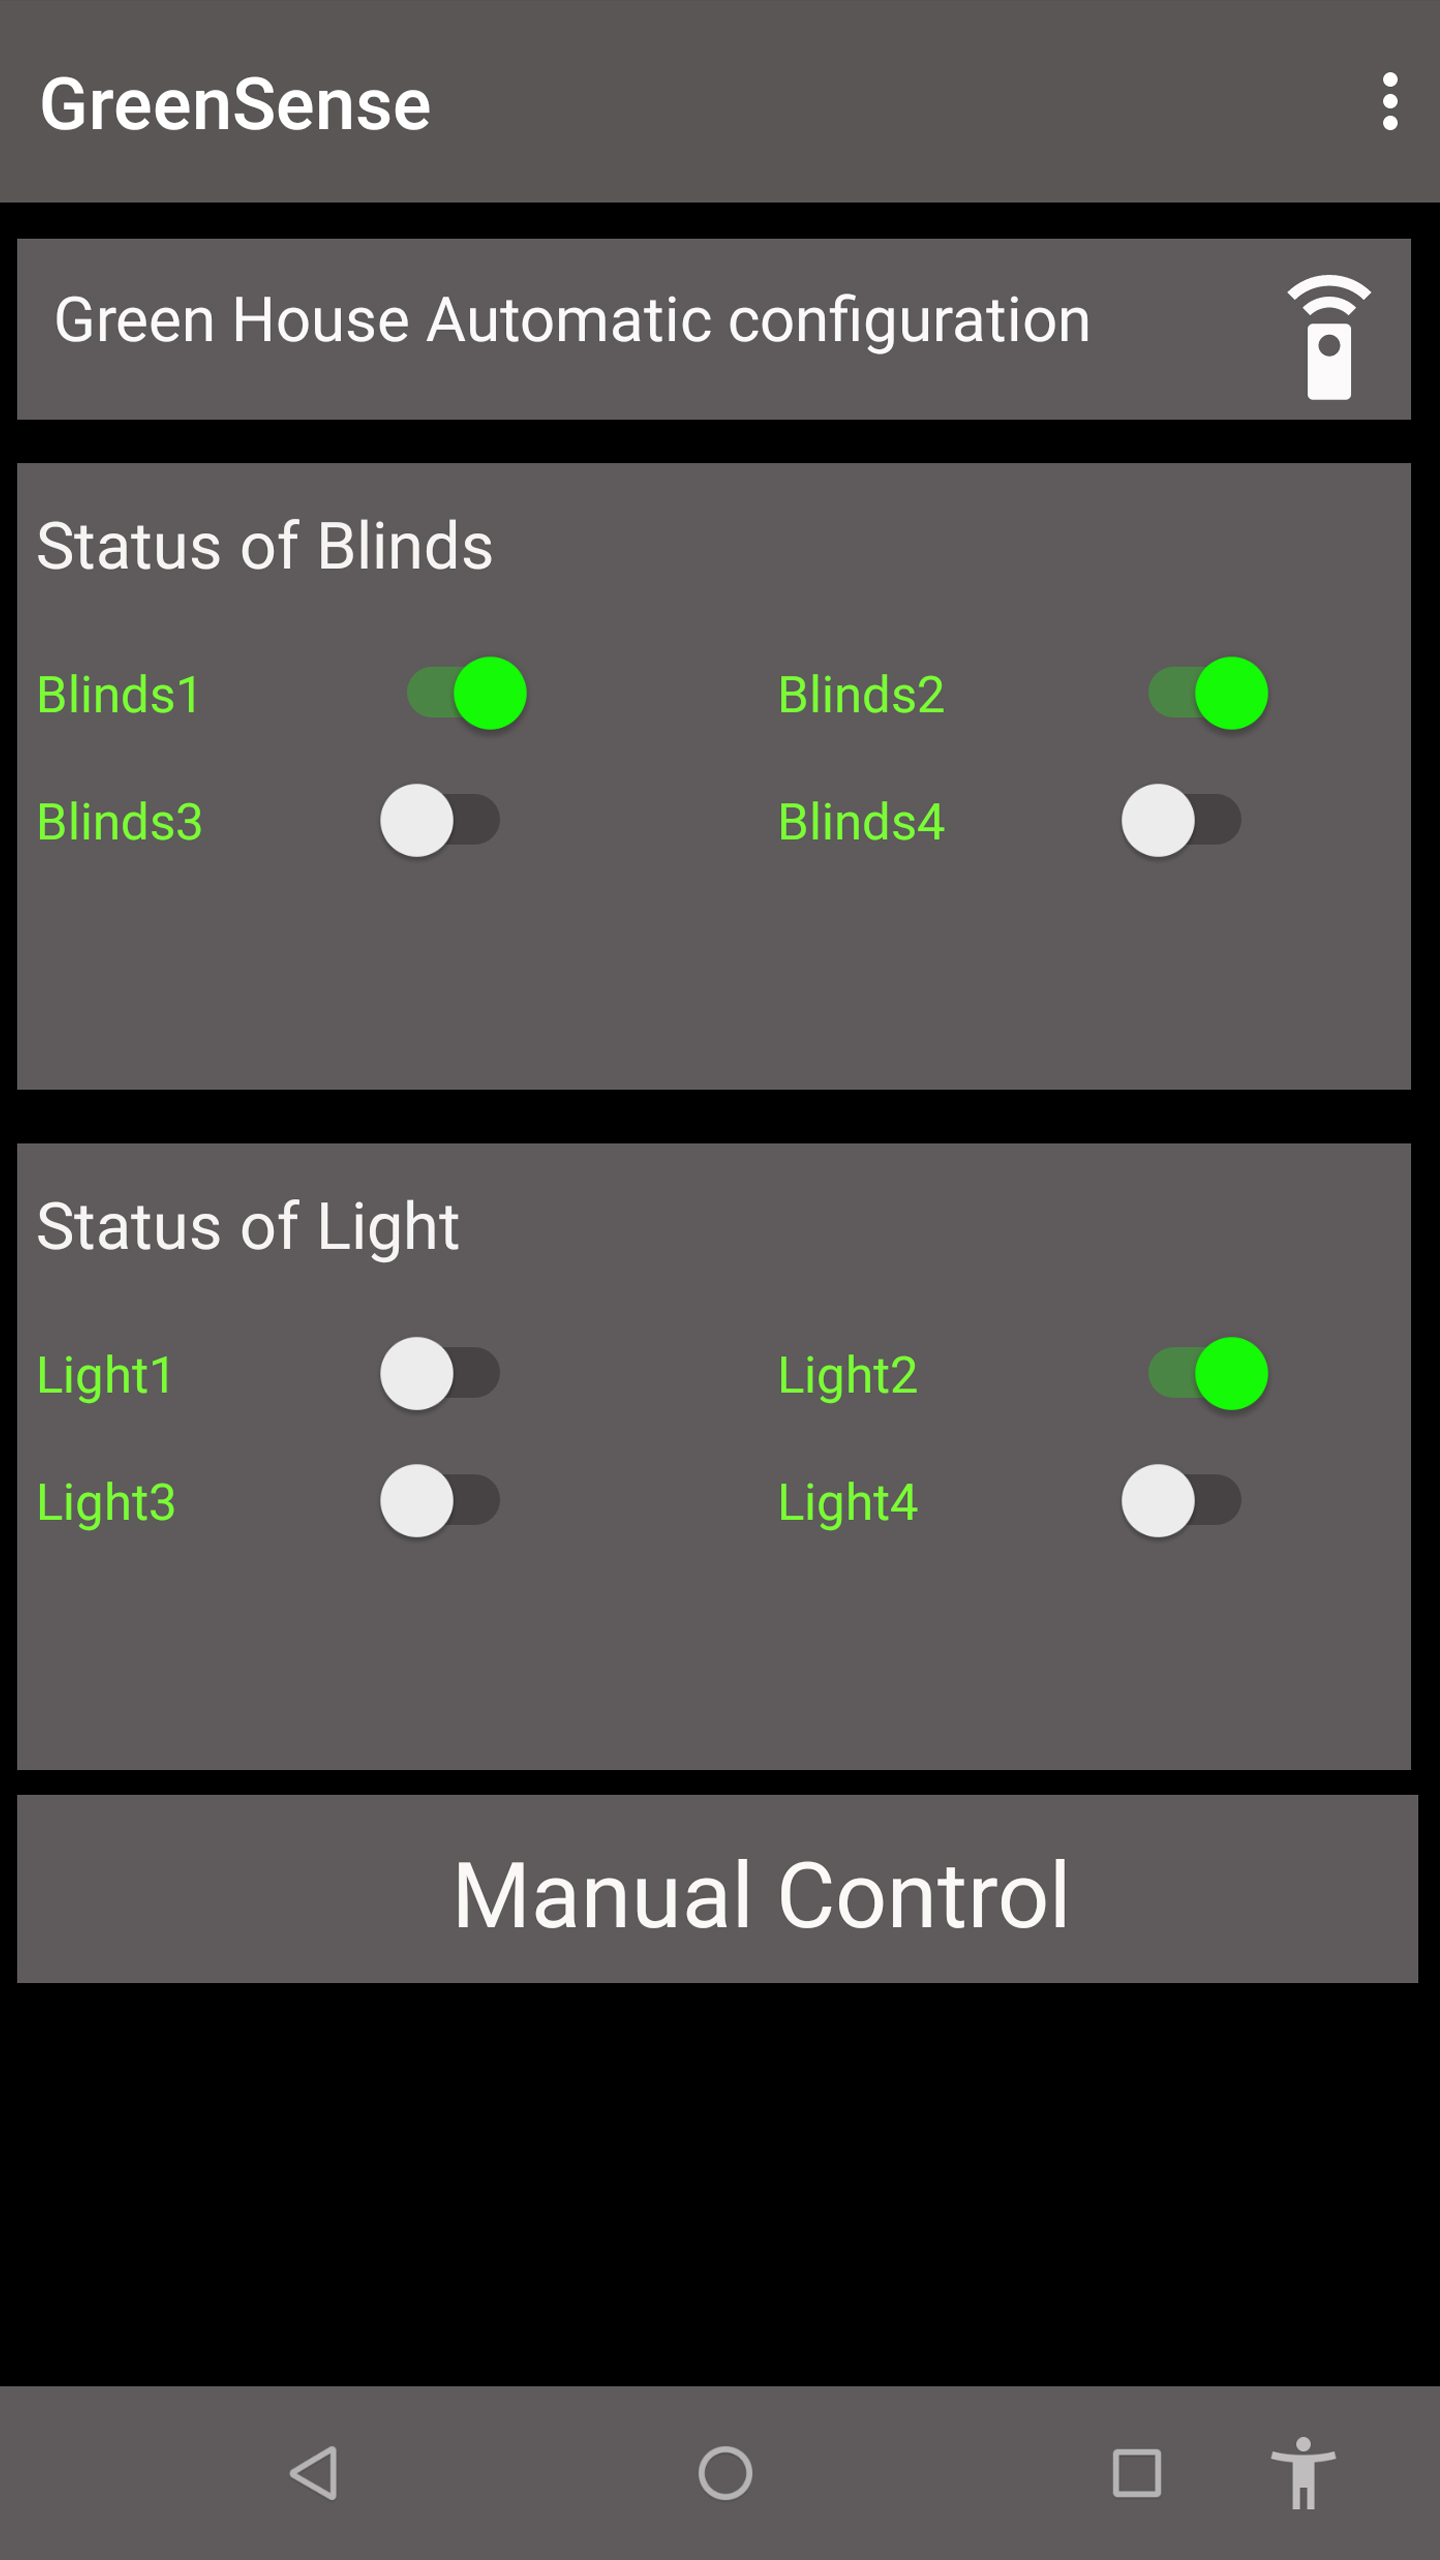 GreenSense
Green House Automatic configuration
Status of Blinds
Blinds1
Blinds2
Blinds3
Blinds4
Status of Light
Light1
Light2
Light3
Light4
Manual Control